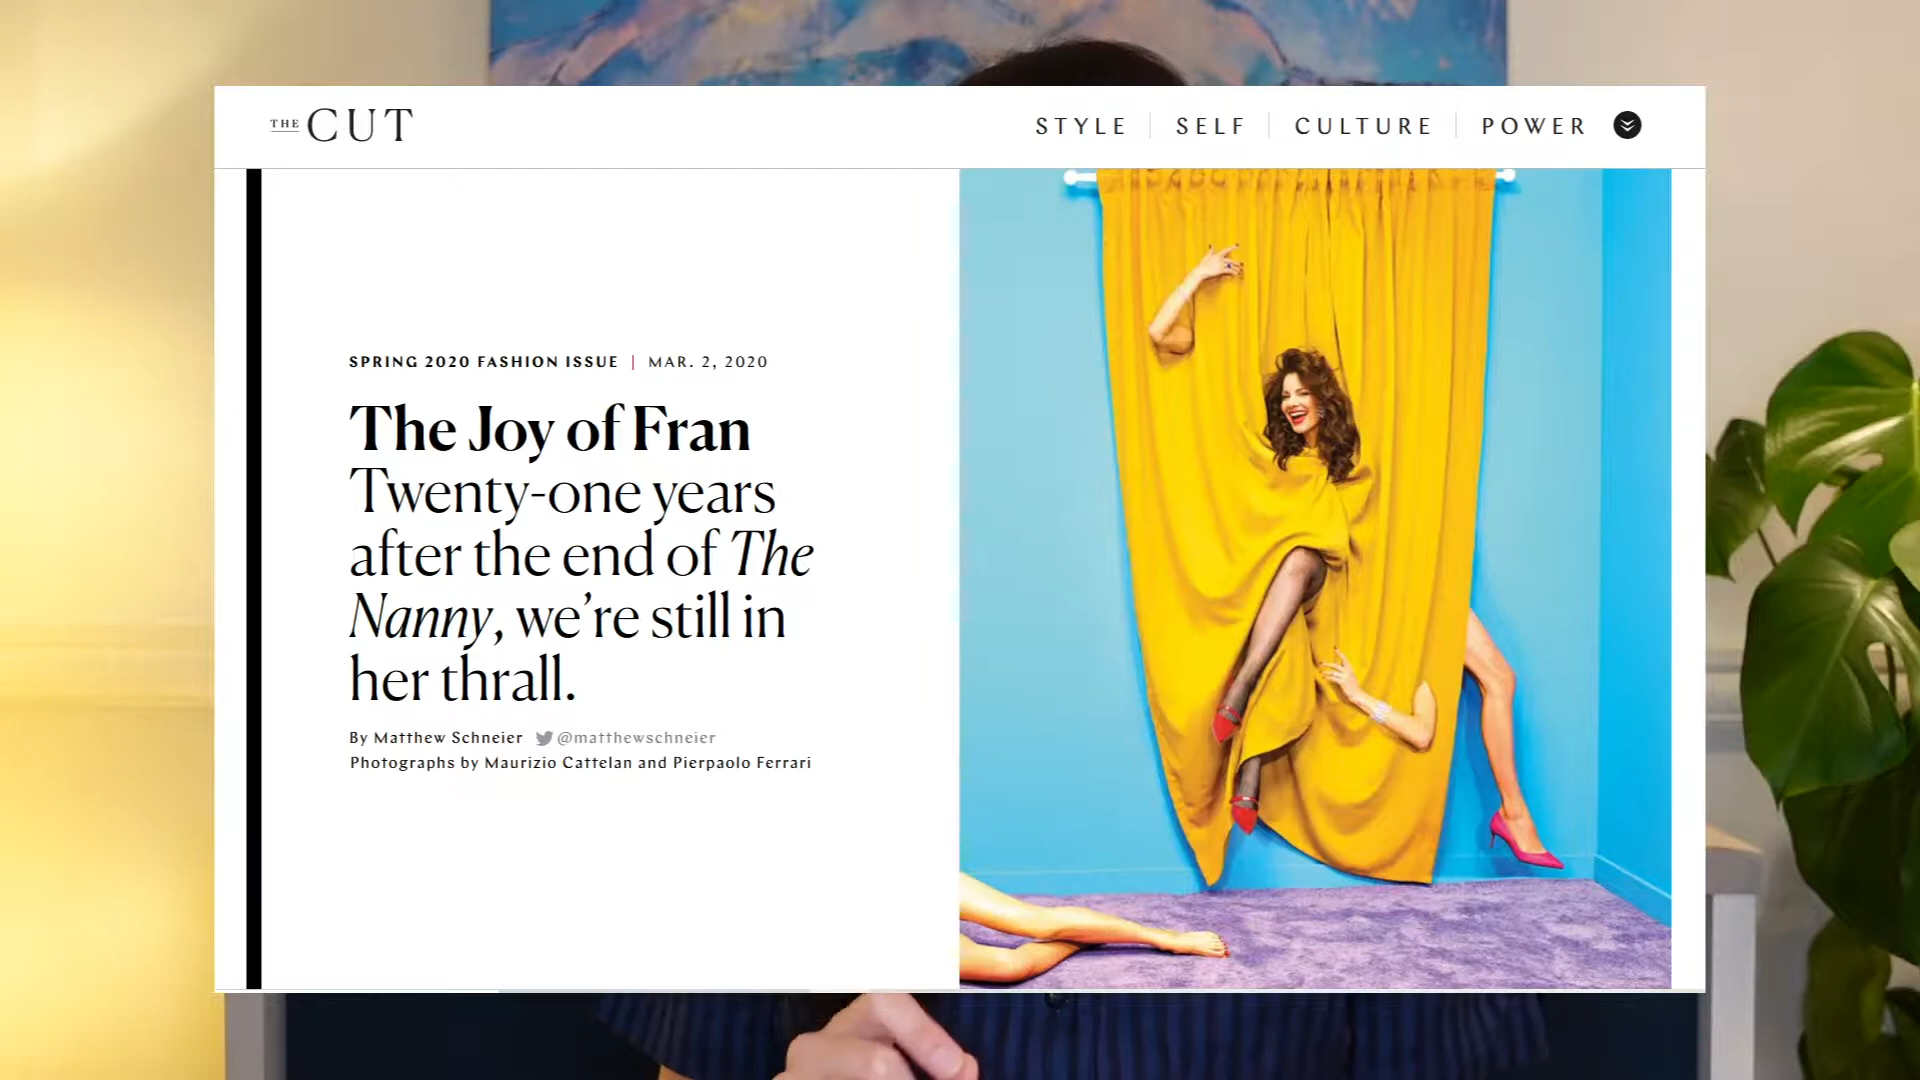 THE CUT
STYLE | SELF | CULTURE | POWER
SPRING 2020 FASHION ISSUE | MAR. 2, 2020
The Joy of Fran
Twenty-one years
after the end of The
Nanny, we’re still in
her thrall.
By Matthew Schneier @matthewschneier
Photographs by Maurizio Cattelan and Pierpaolo Ferrari